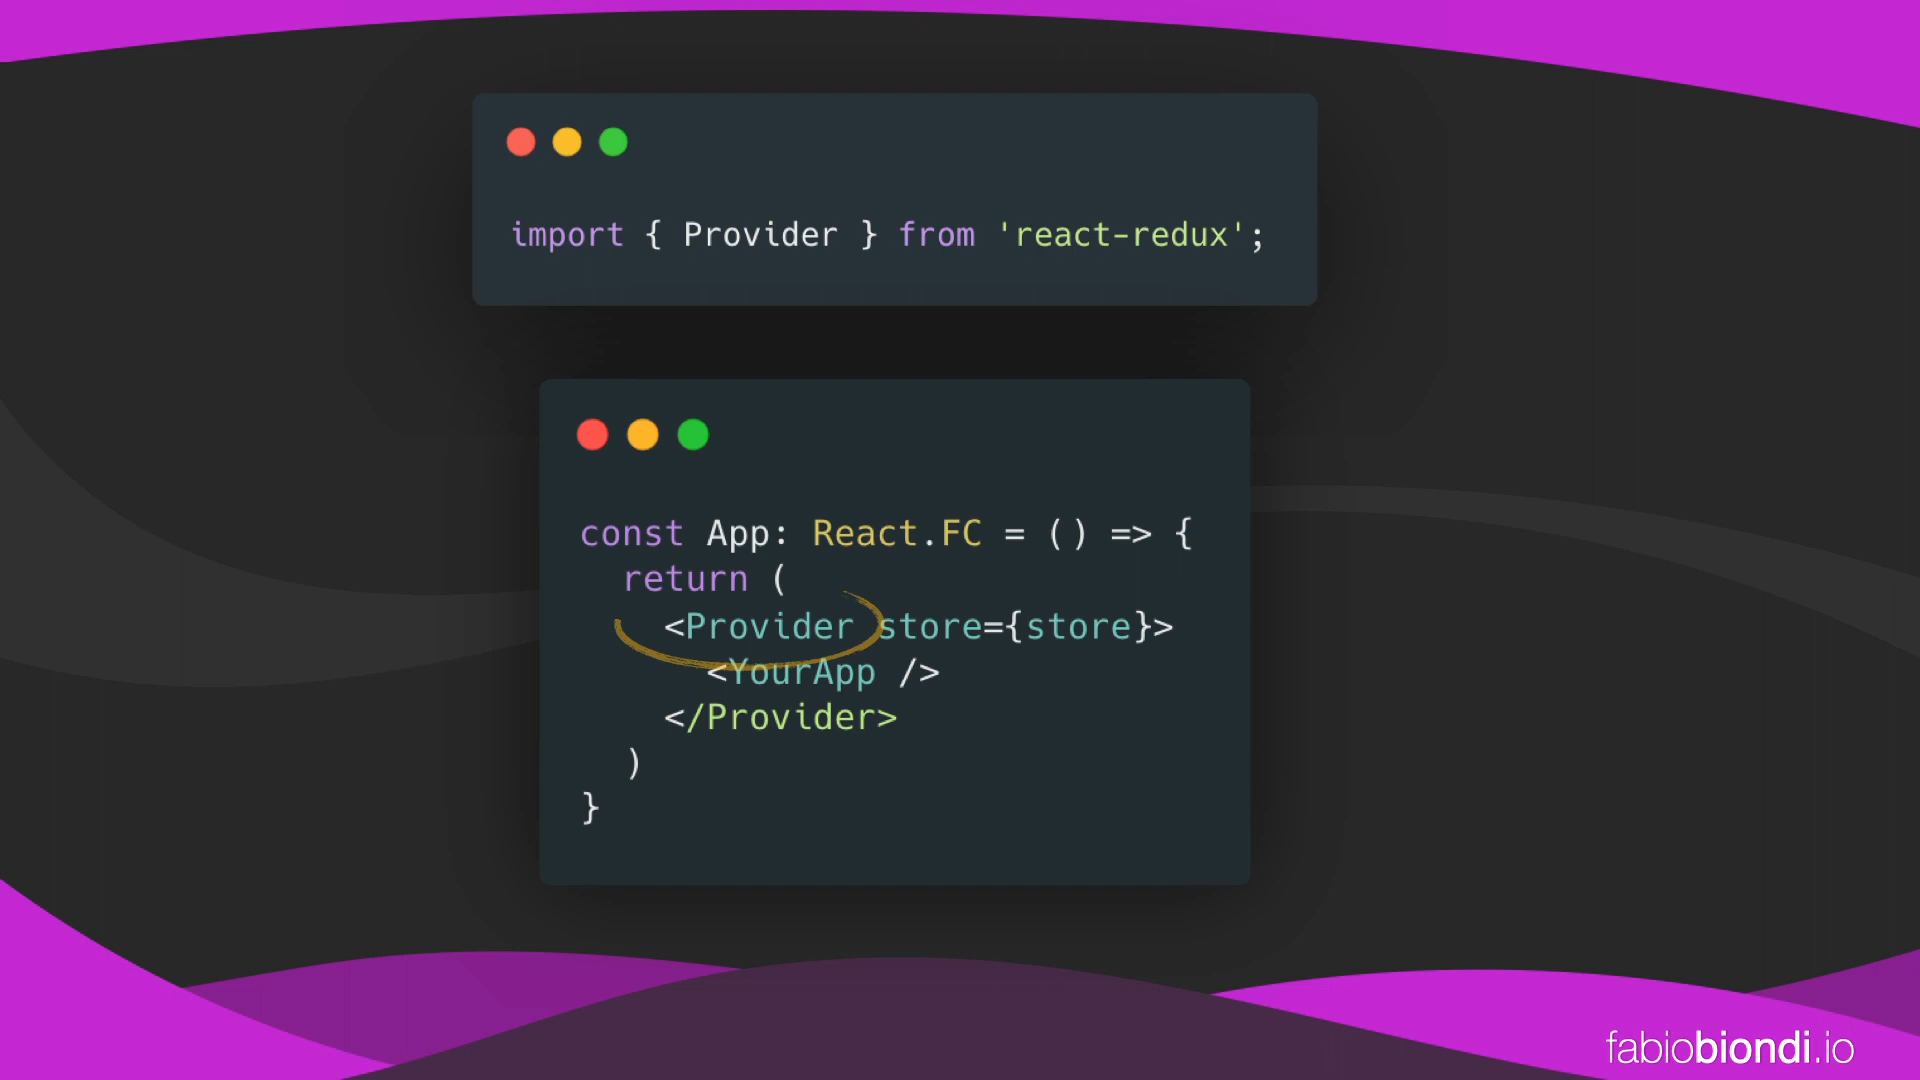 import { Provider } from 'react-redux';
const App: React.FC = () => {
  return (
    <Provider store={store}>
      <YourApp />
    </Provider>
  )
}
fabiobiondi.io